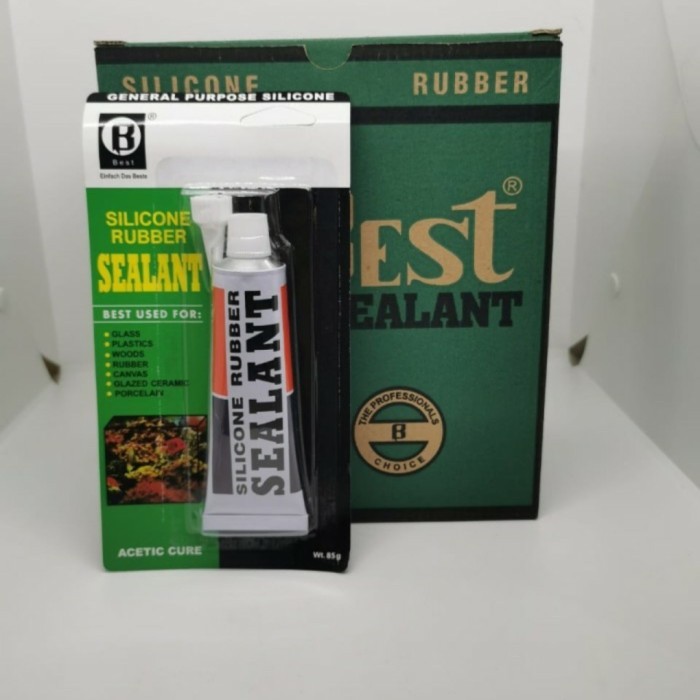 SILICONE RUBBER
Best®
SEALANT
THE PROFESSIONALS
B
CHOICE
GENERAL PURPOSE SILICONE
B
®
Best
Einfach Das Beste
SILICONE
RUBBER
SEALANT
BEST USED FOR:
GLASS
PLASTICS
WOODS
RUBBER
CANVAS
GLAZED CERAMIC
PORCELAIN
ACETIC CURE
Wt. 85g
SILICONE RUBBER
SEALANT